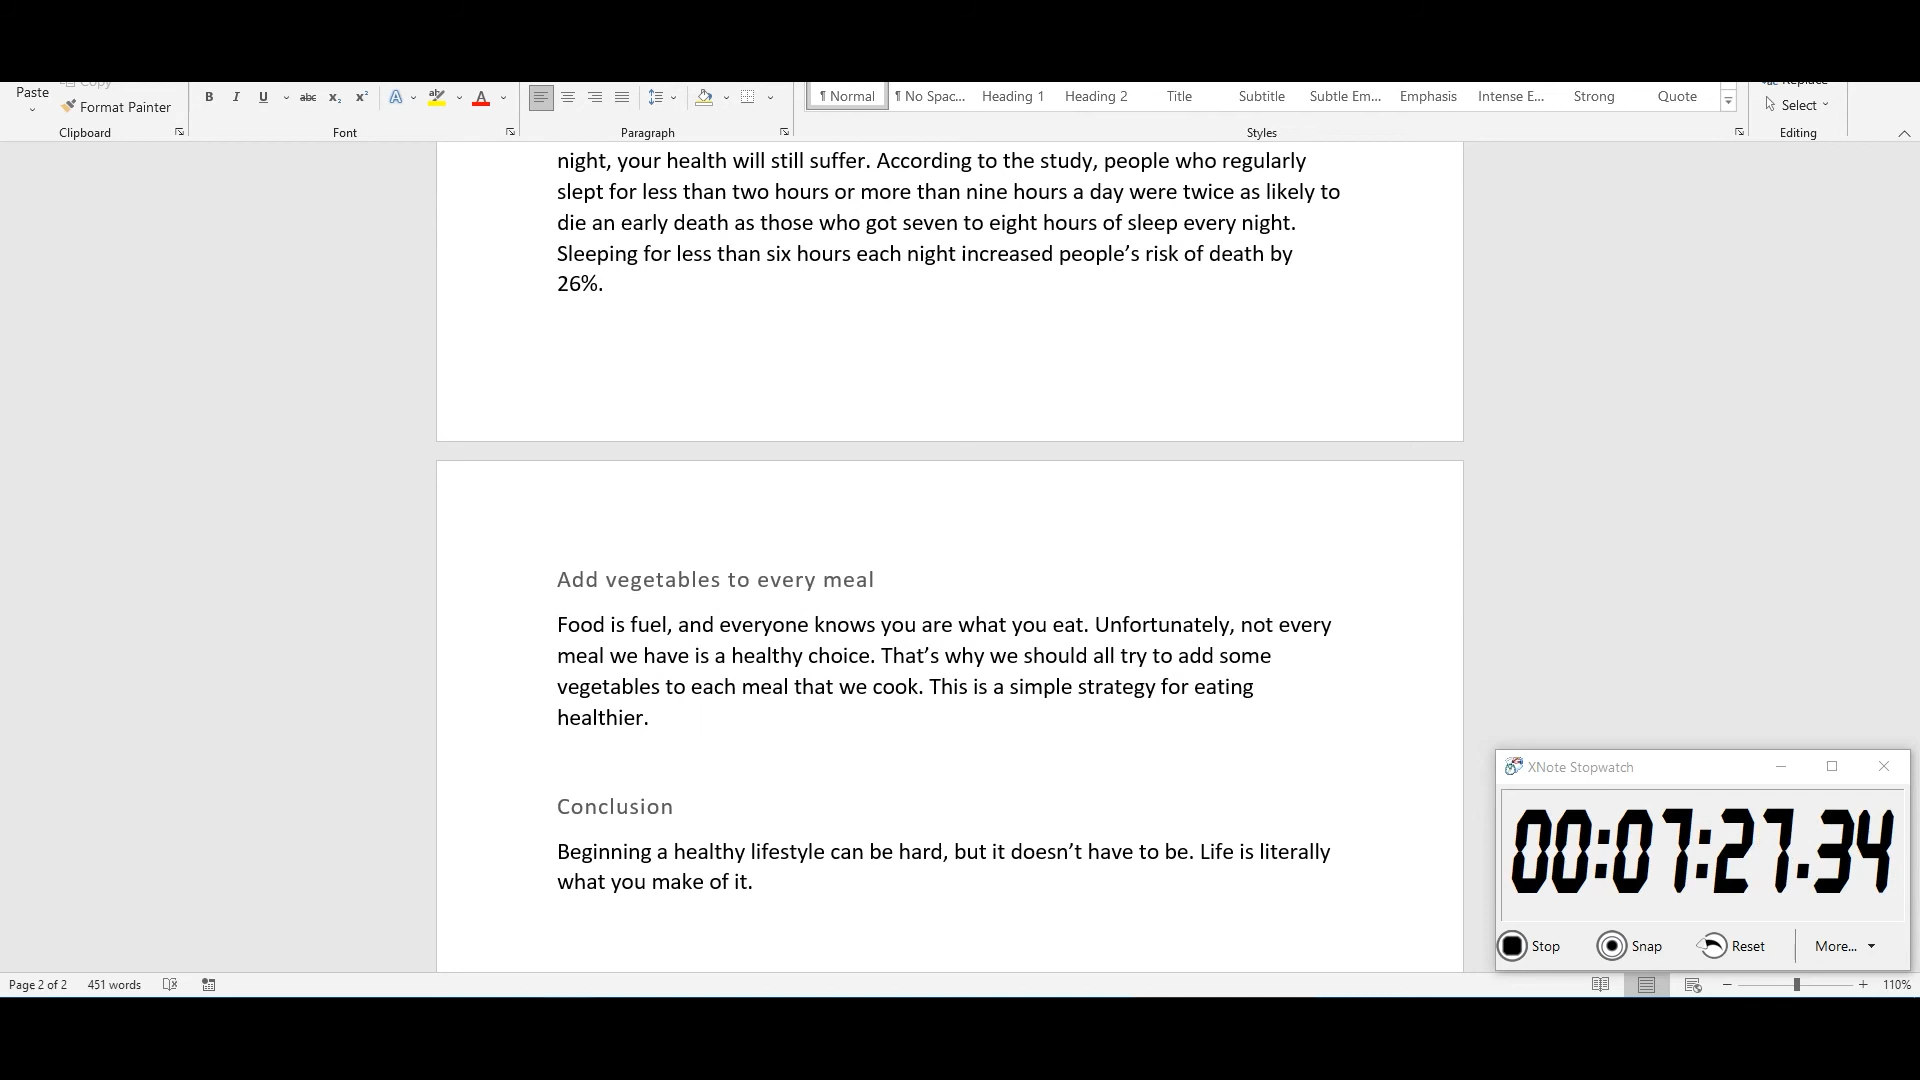 Paste
Copy
Format Painter
Clipboard
B I U abc x₂ x² A A
Font
Paragraph
¶ Normal ¶ No Spac... Heading 1 Heading 2 Title Subtitle Subtle Em... Emphasis Intense E... Strong Quote
Styles
Replace
Select
Editing
night, your health will still suffer. According to the study, people who regularly
slept for less than two hours or more than nine hours a day were twice as likely to
die an early death as those who got seven to eight hours of sleep every night.
Sleeping for less than six hours each night increased people’s risk of death by
26%.
Add vegetables to every meal
Food is fuel, and everyone knows you are what you eat. Unfortunately, not every
meal we have is a healthy choice. That’s why we should all try to add some
vegetables to each meal that we cook. This is a simple strategy for eating
healthier.
Conclusion
Beginning a healthy lifestyle can be hard, but it doesn’t have to be. Life is literally
what you make of it.
XNote Stopwatch
00:07:27.34
Stop Snap Reset More...
Page 2 of 2 451 words 110%